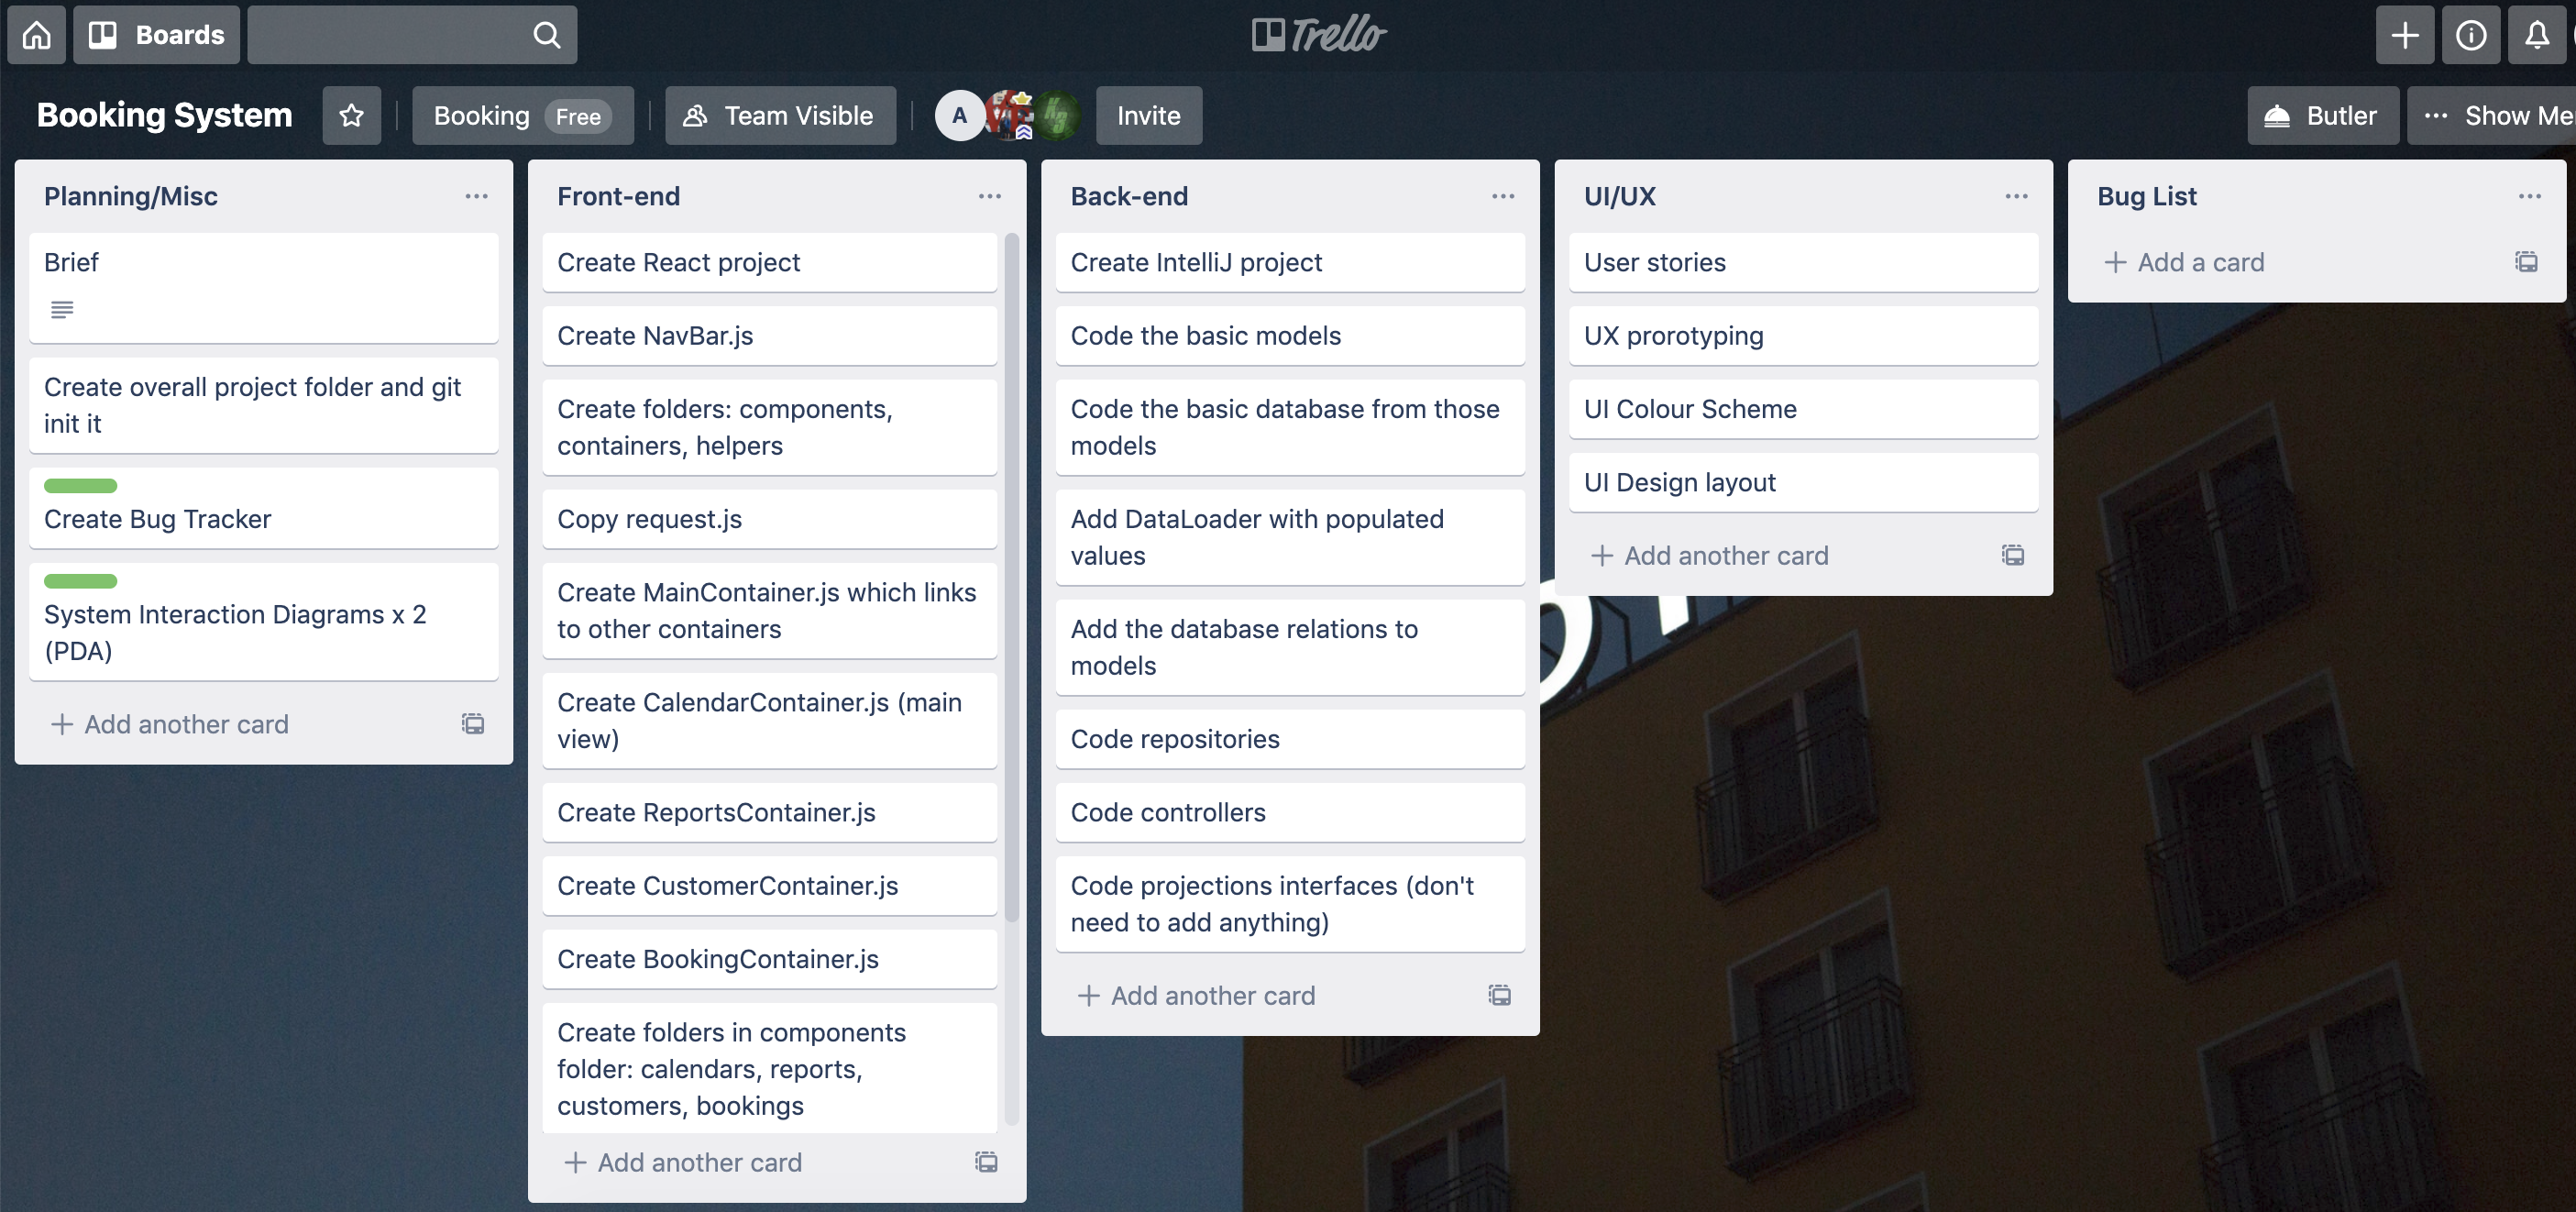 Boards
Trello
Booking System
Booking Free
Team Visible
A
Invite
Butler
Show Me
Planning/Misc
Brief
Create overall project folder and git
init it
Create Bug Tracker
System Interaction Diagrams x 2
(PDA)
Add another card
Front-end
Create React project
Create NavBar.js
Create folders: components,
containers, helpers
Copy request.js
Create MainContainer.js which links
to other containers
Create CalendarContainer.js (main
view)
Create ReportsContainer.js
Create CustomerContainer.js
Create BookingContainer.js
Create folders in components
folder: calendars, reports,
customers, bookings
Add another card
Back-end
Create IntelliJ project
Code the basic models
Code the basic database from those
models
Add DataLoader with populated
values
Add the database relations to
models
Code repositories
Code controllers
Code projections interfaces (don't
need to add anything)
Add another card
UI/UX
User stories
UX prorotyping
UI Colour Scheme
UI Design layout
Add another card
Bug List
Add a card